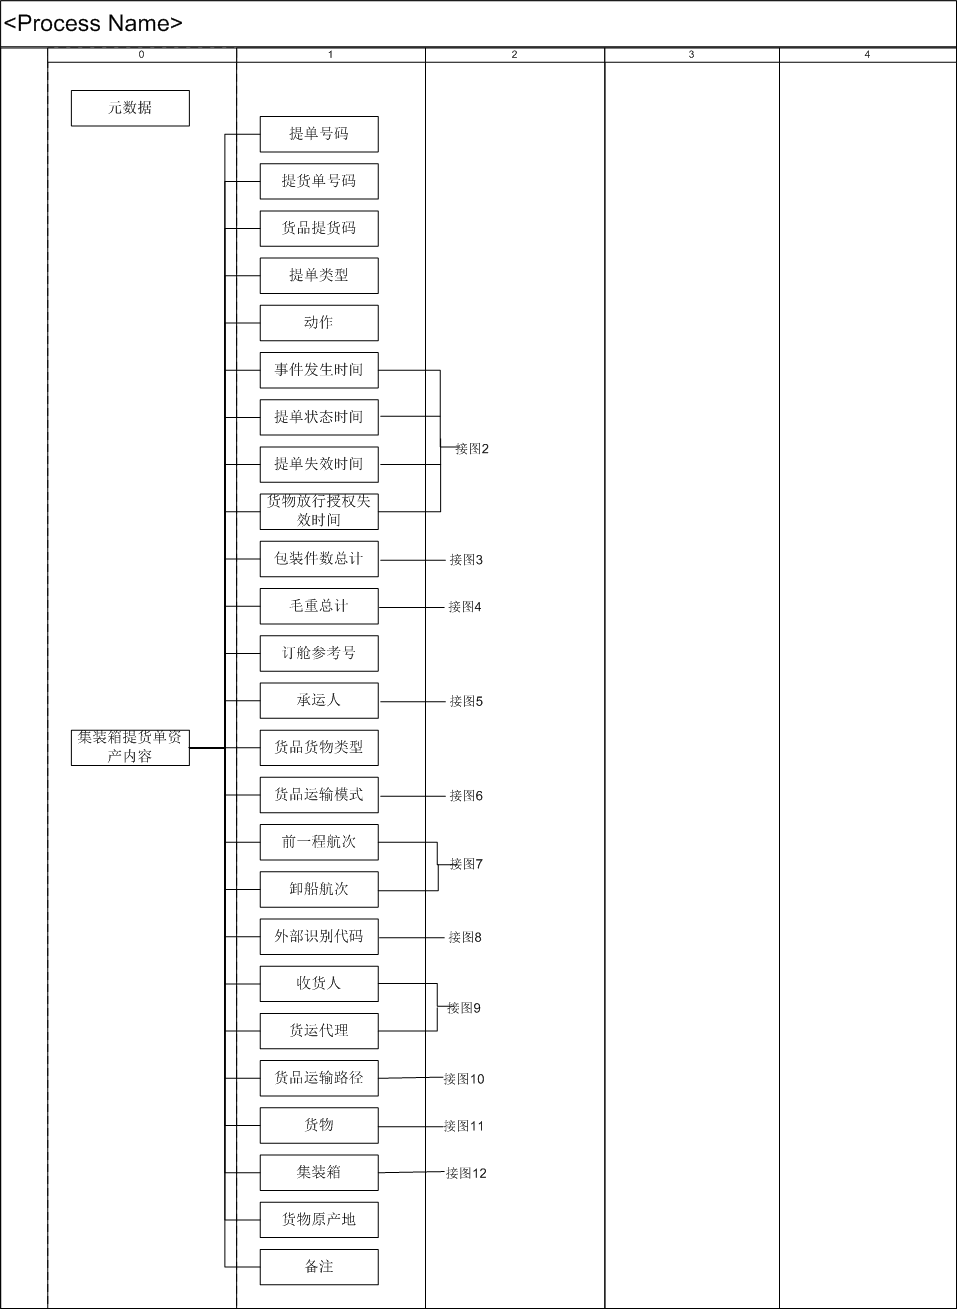 <Process Name>
0
1
2
3
4
元数据
提单号码
提货单号码
货品提货码
提单类型
动作
事件发生时间
提单状态时间
接图2
提单失效时间
货物放行授权失
效时间
包装件数总计
接图3
毛重总计
接图4
订舱参考号
承运人
接图5
集装箱提货单资
产内容
货品货物类型
货品运输模式
接图6
前一程航次
接图7
卸船航次
外部识别代码
接图8
收货人
接图9
货运代理
货品运输路径
接图10
货物
接图11
集装箱
接图12
货物原产地
备注